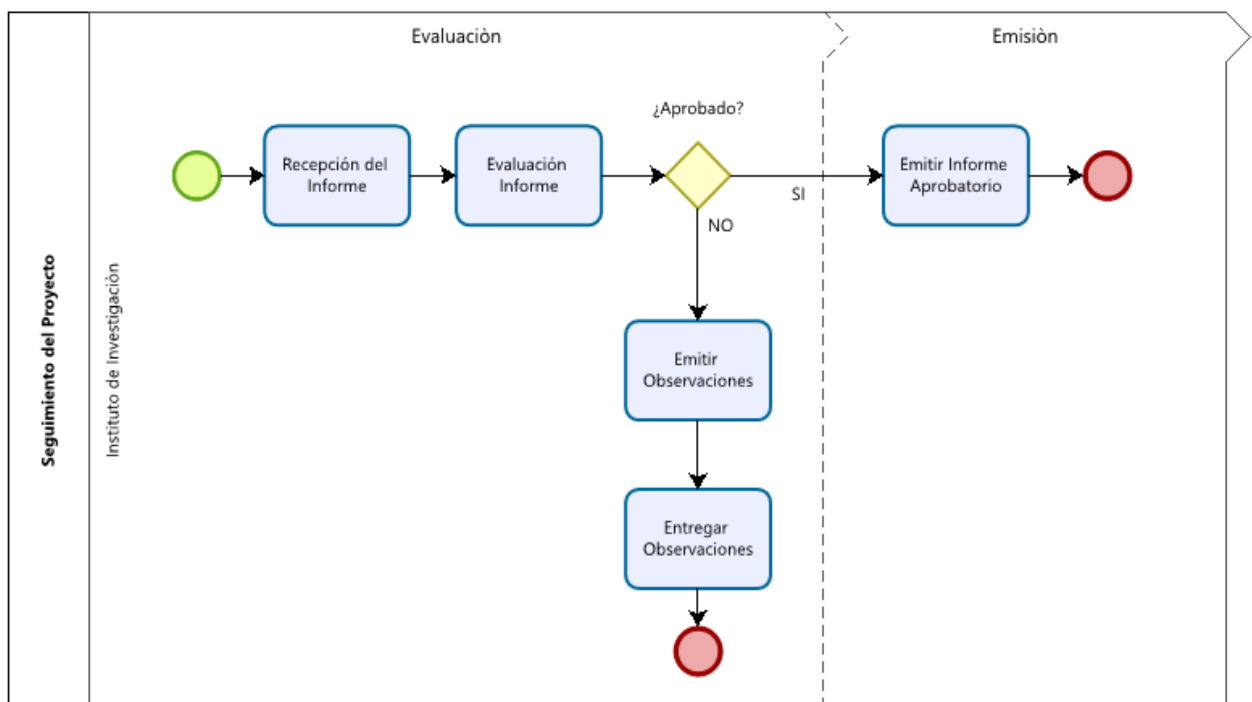 Evaluaciòn
Emisiòn
¿Aprobado?
Recepción del
Informe
Evaluación
Informe
Emitir Informe
Aprobatorio
SI
NO
Seguimiento del Proyecto
Instituto de Investigaciòn
Emitir
Observaciones
Entregar
Observaciones